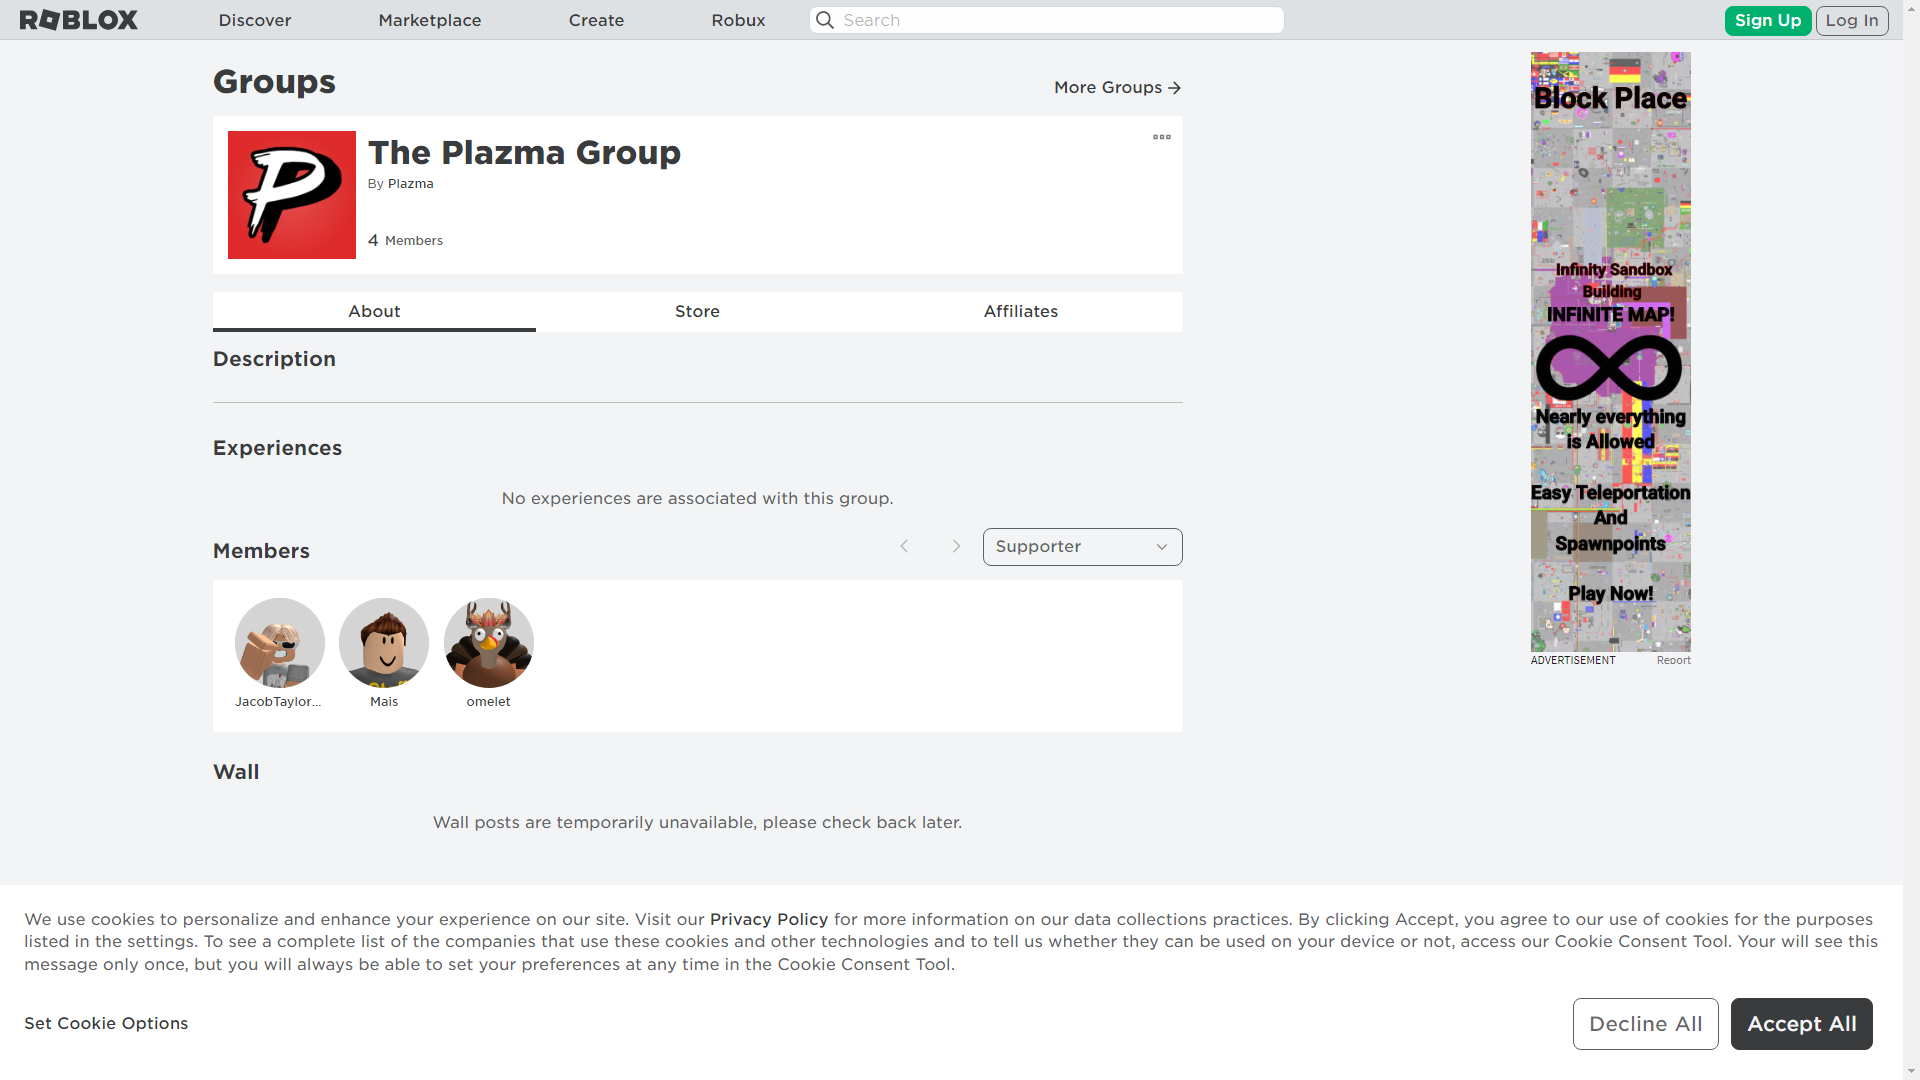 ROBLOX
Discover
Marketplace
Create
Robux
Search
Sign Up
Log In
Groups
More Groups
The Plazma Group
By Plazma
4 Members
About
Store
Affiliates
Description
Experiences
No experiences are associated with this group.
Members
Supporter
JacobTaylor...
Mais
omelet
Wall
Wall posts are temporarily unavailable, please check back later.
Block Place
Infinity Sandbox
Building
INFINITE MAP!
Nearly everything
is Allowed
Easy Teleportation
And
Spawnpoints
Play Now!
ADVERTISEMENT
Report
We use cookies to personalize and enhance your experience on our site. Visit our Privacy Policy for more information on our data collections practices. By clicking Accept, you agree to our use of cookies for the purposes
listed in the settings. To see a complete list of the companies that use these cookies and other technologies and to tell us whether they can be used on your device or not, access our Cookie Consent Tool. Your will see this
message only once, but you will always be able to set your preferences at any time in the Cookie Consent Tool.
Set Cookie Options
Decline All
Accept All